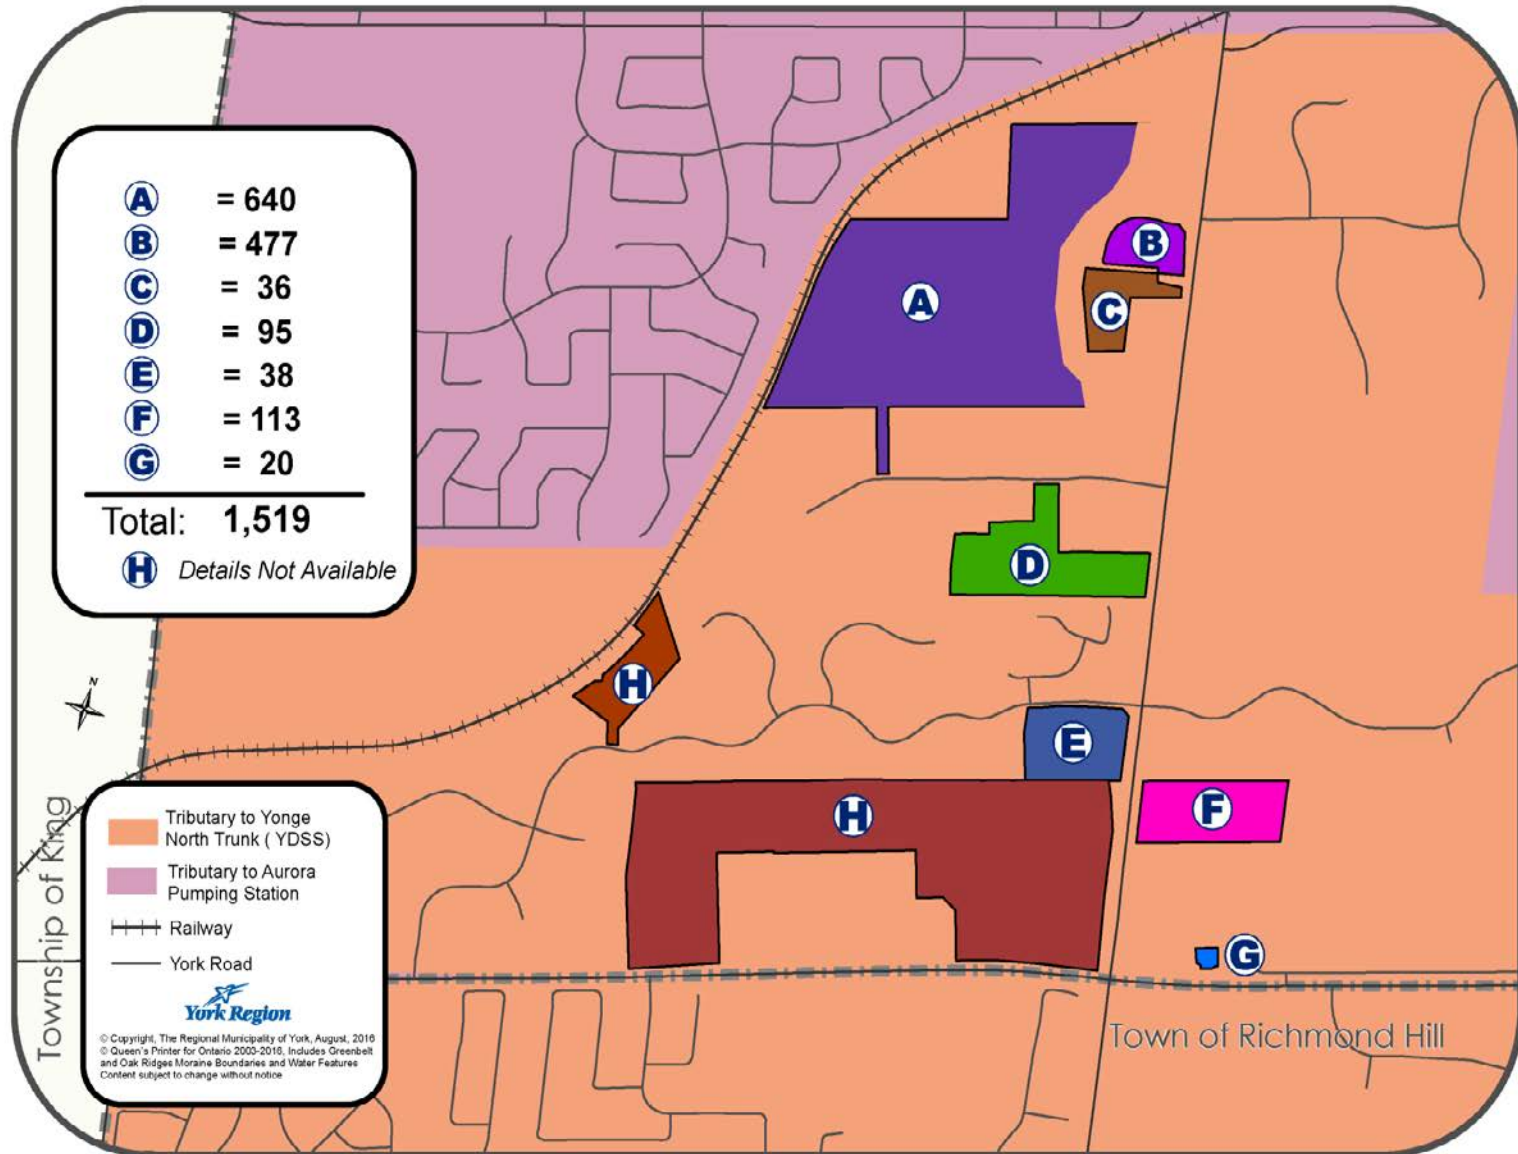 A = 640
B = 477
C = 36
D = 95
E = 38
F = 113
G = 20
Total: 1,519
H Details Not Available
A
B
C
D
H
E
H
F
G
N
Township of King
Tributary to Yonge
North Trunk ( YDSS)
Tributary to Aurora
Pumping Station
Railway
York Road
York Region
© Copyright, The Regional Municipality of York, August, 2016
© Queen's Printer for Ontario 2003-2016, Includes Greenbelt
and Oak Ridges Moraine Boundaries and Water Features
Content subject to change without notice
Town of Richmond Hill